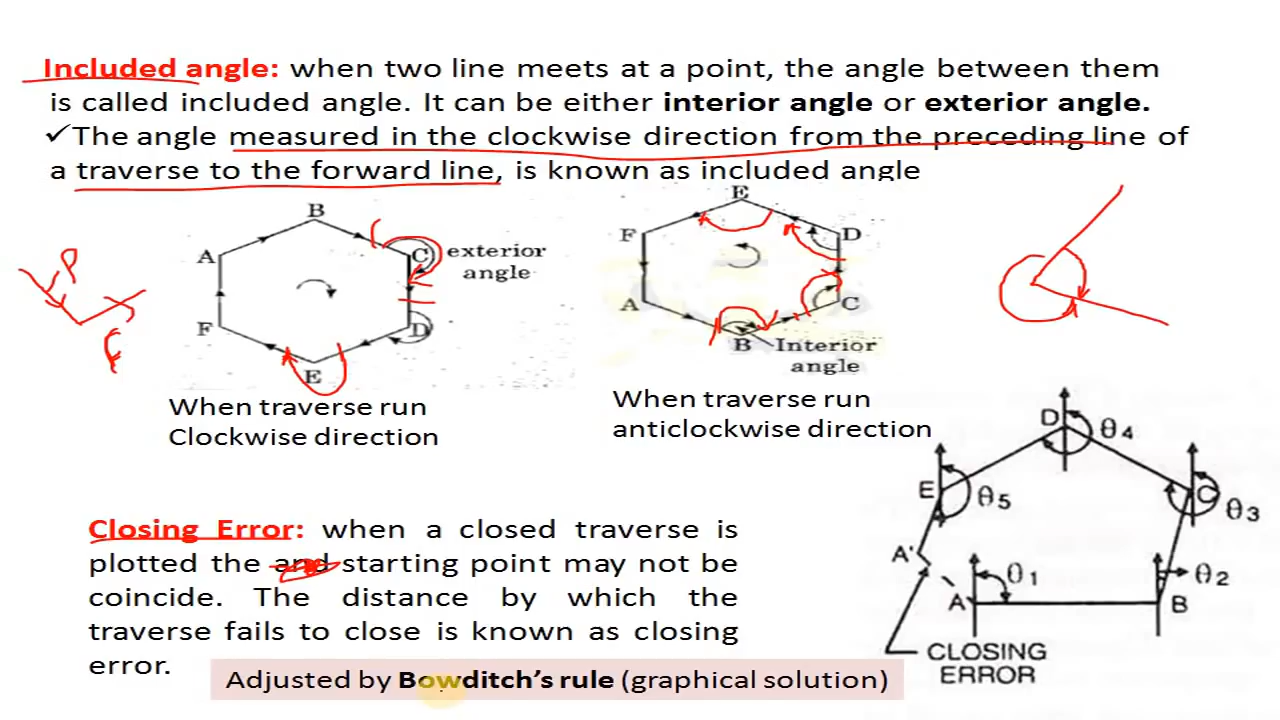 Included angle: when two line meets at a point, the angle between them
is called included angle. It can be either interior angle or exterior angle.
✓The angle measured in the clockwise direction from the preceding line of
a traverse to the forward line, is known as included angle
P
F
B
A
C
exterior
angle
F
D
E
When traverse run
Clockwise direction
E
F
D
A
C
B
Interior
angle
When traverse run
anticlockwise direction
Closing Error: when a closed traverse is
plotted the and starting point may not be
coincide. The distance by which the
traverse fails to close is known as closing
error.
Adjusted by Bowditch's rule (graphical solution)
D
θ4
E
θ5
C
θ3
A'
θ1
θ2
A
B
CLOSING
ERROR